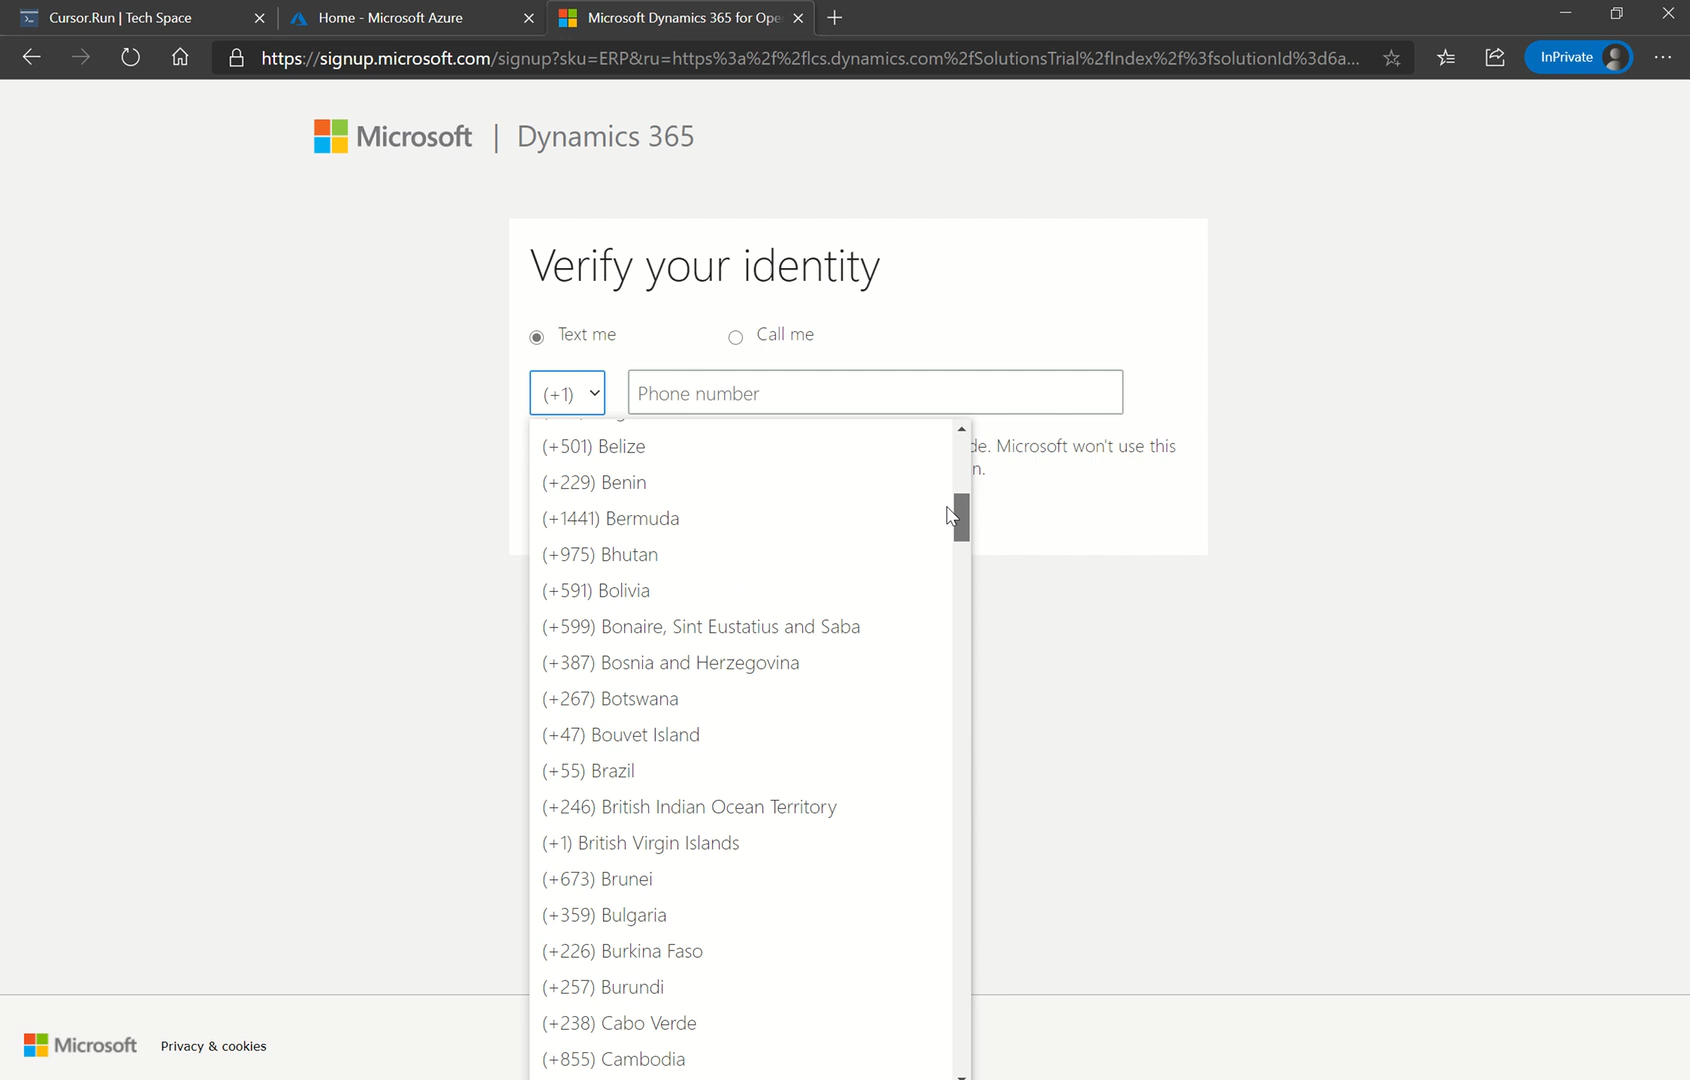 Cursor.Run | Tech Space
Home - Microsoft Azure
Microsoft Dynamics 365 for Ope
https://signup.microsoft.com/signup?sku=ERP&ru=https%3a%2f%2flcs.dynamics.com%2fSolutionsTrial%2fIndex%2f%3fsolutionId%3d6a...
InPrivate
Microsoft | Dynamics 365
Verify your identity
Text me
Call me
(+1)
Phone number
(+501) Belize
de. Microsoft won't use this
n.
(+229) Benin
(+1441) Bermuda
(+975) Bhutan
(+591) Bolivia
(+599) Bonaire, Sint Eustatius and Saba
(+387) Bosnia and Herzegovina
(+267) Botswana
(+47) Bouvet Island
(+55) Brazil
(+246) British Indian Ocean Territory
(+1) British Virgin Islands
(+673) Brunei
(+359) Bulgaria
(+226) Burkina Faso
(+257) Burundi
(+238) Cabo Verde
(+855) Cambodia
Microsoft
Privacy & cookies